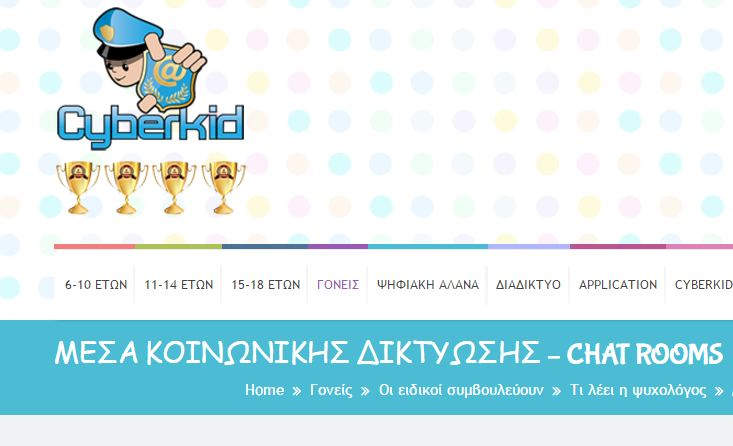 @
Cyberkid
6-10 ΕΤΩΝ 11-14 ΕΤΩΝ 15-18 ΕΤΩΝ ΓΟΝΕΙΣ ΨΗΦΙΑΚΗ ΑΛΑΝΑ ΔΙΑΔΙΚΤΥΟ APPLICATION CYBERKID
ΜΕΣΑ ΚΟΙΝΩΝΙΚΗΣ ΔΙΚΤΥΩΣΗΣ – CHAT ROOMS
Home » Γονείς » Οι ειδικοί συμβουλεύουν » Τι λέει η ψυχολόγος »